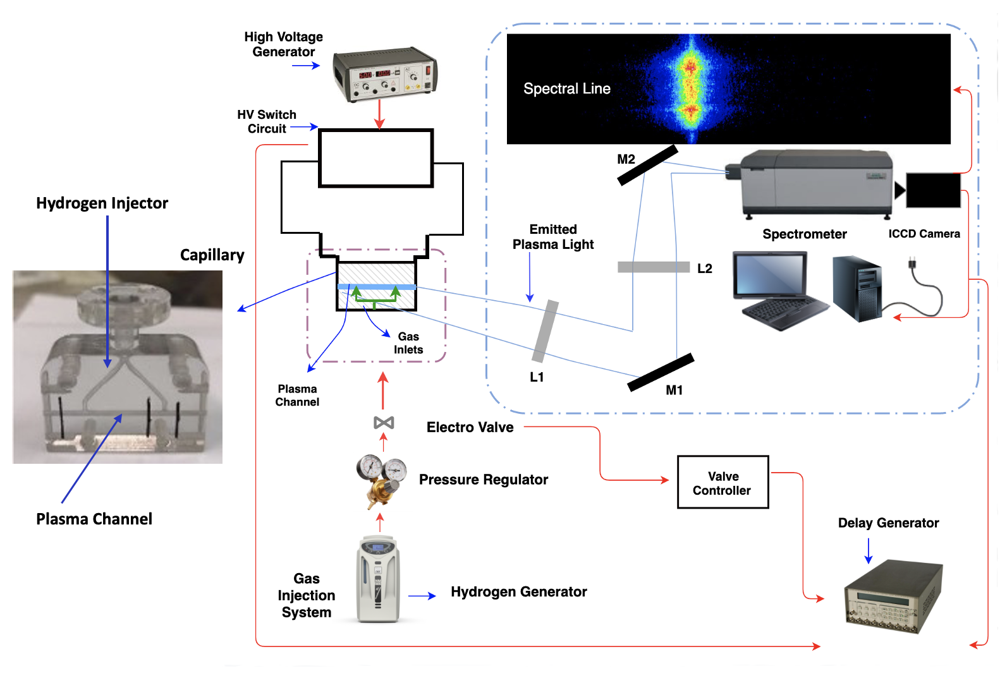 High Voltage
Generator
HV Switch
Circuit
Spectral Line
M2
Hydrogen Injector
Capillary
Emitted
Plasma Light
L2
Spectrometer
ICCD Camera
Gas
Inlets
L1
M1
Plasma
Channel
Electro Valve
Pressure Regulator
Valve
Controller
Plasma Channel
Delay Generator
Gas
Injection
System
Hydrogen Generator